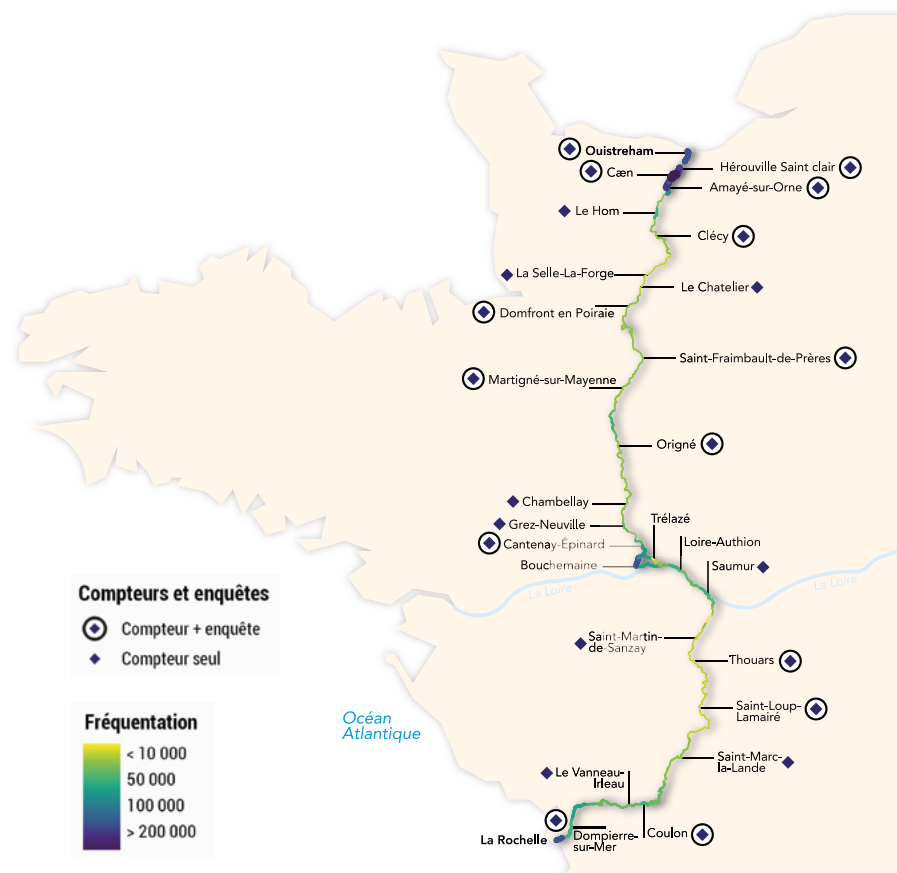 Ouistreham
Hérouville Saint clair
Cæn
Amayé-sur-Orne
Le Hom
Clécy
La Selle-La-Forge
Le Chatelier
Domfront en Poiraie
Saint-Fraimbault-de-Prères
Martigné-sur-Mayenne
Origné
Chambellay
Grez-Neuville
Trélazé
Cantenay-Épinard
Loire-Authion
Bouchemaine
Saumur
La Loire
La Loire
Compteurs et enquêtes
Compteur + enquête
Compteur seul
Saint-Martin-
de-Sanzay
Thouars
Saint-Loup-
Lamairé
Océan
Atlantique
Fréquentation
< 10 000
50 000
100 000
> 200 000
Saint-Marc-
la-Lande
Le Vanneau-
Irleau
La Rochelle
Dompierre-
sur-Mer
Coulon